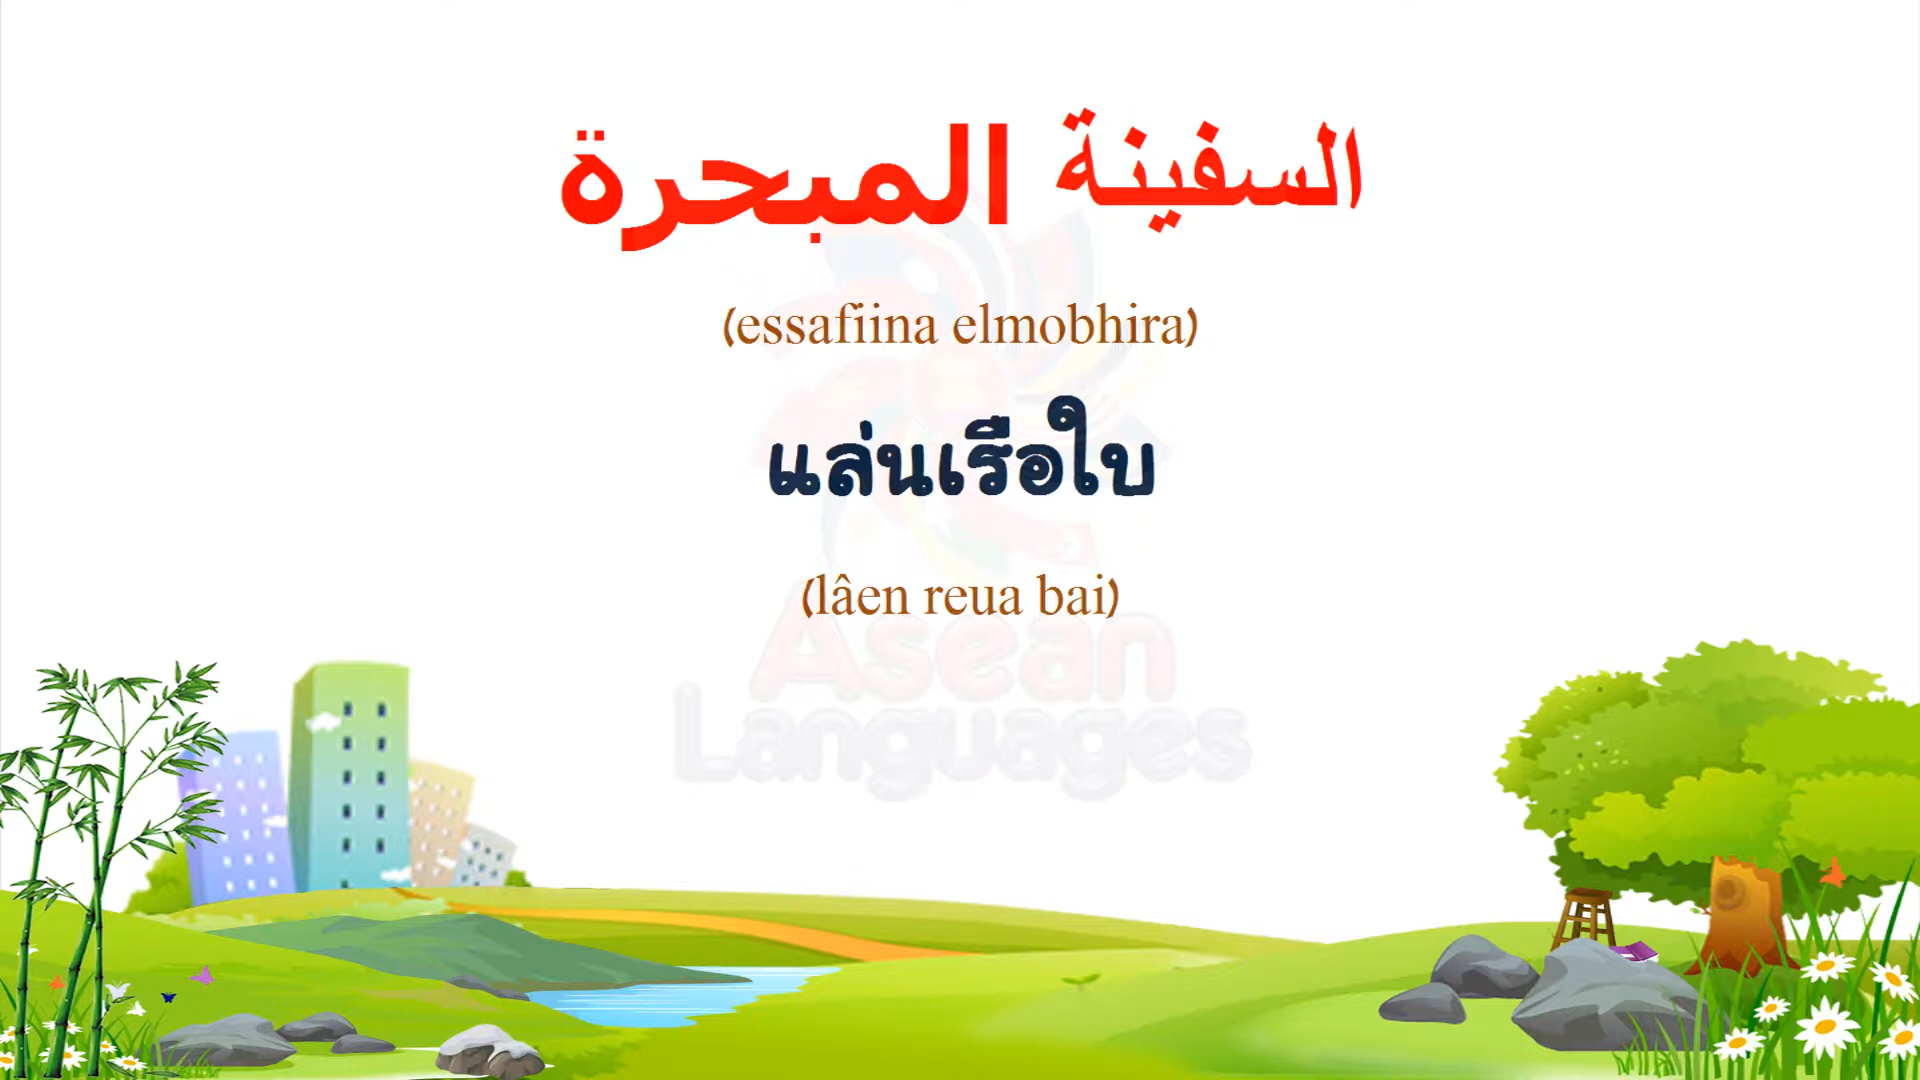 السفينة المبحرة
(essafiina elmobhira)
แล่นเรือใบ
(lâen reua bai)
Asean
Languages